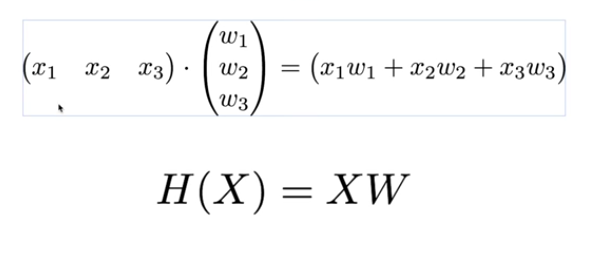 (x₁ x₂ x₃) · (w₁ w₂ w₃) = (x₁w₁ + x₂w₂ + x₃w₃)
H(X) = XW